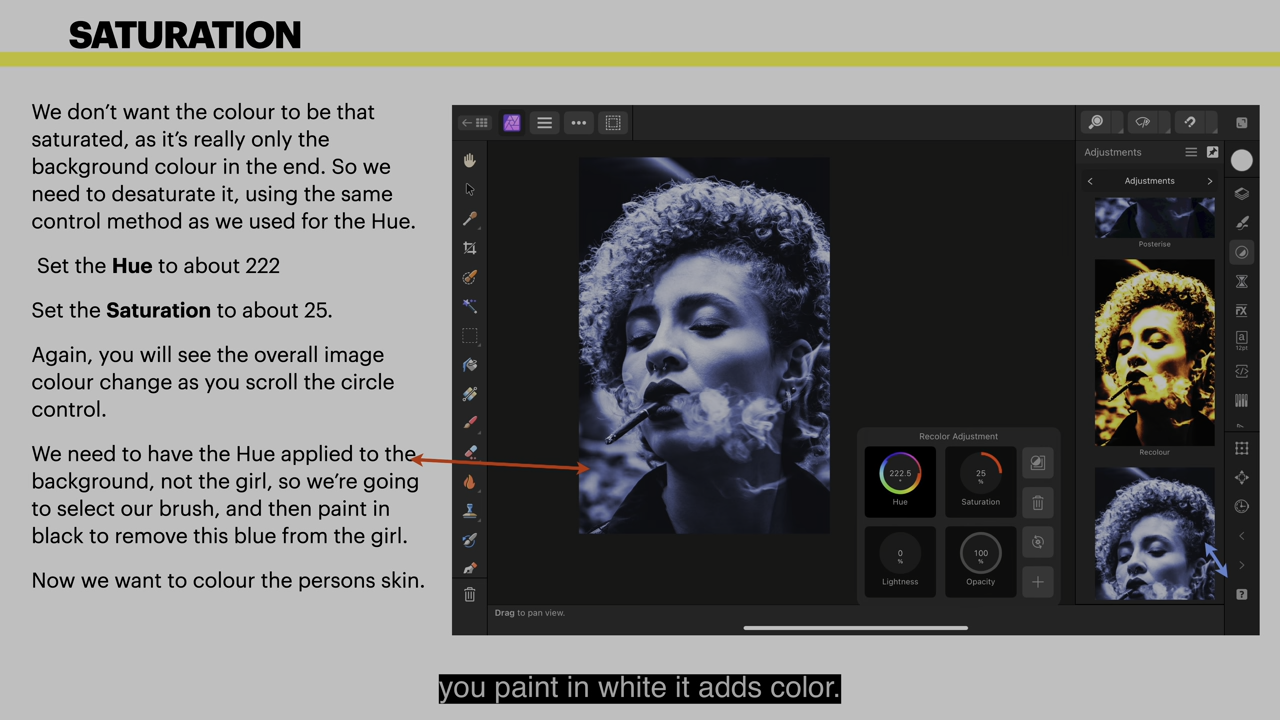 SATURATION
We don’t want the colour to be that
saturated, as it’s really only the
background colour in the end. So we
need to desaturate it, using the same
control method as we used for the Hue.
Set the Hue to about 222
Set the Saturation to about 25.
Again, you will see the overall image
colour change as you scroll the circle
control.
We need to have the Hue applied to the
background, not the girl, so we’re going
to select our brush, and then paint in
black to remove this blue from the girl.
Now we want to colour the persons skin.
Adjustments
Adjustments
Posterise
Recolour
12pt
FX
Recolor Adjustment
222.5
°
Hue
25
%
Saturation
0
%
Lightness
100
%
Opacity
Drag to pan view.
you paint in white it adds color.